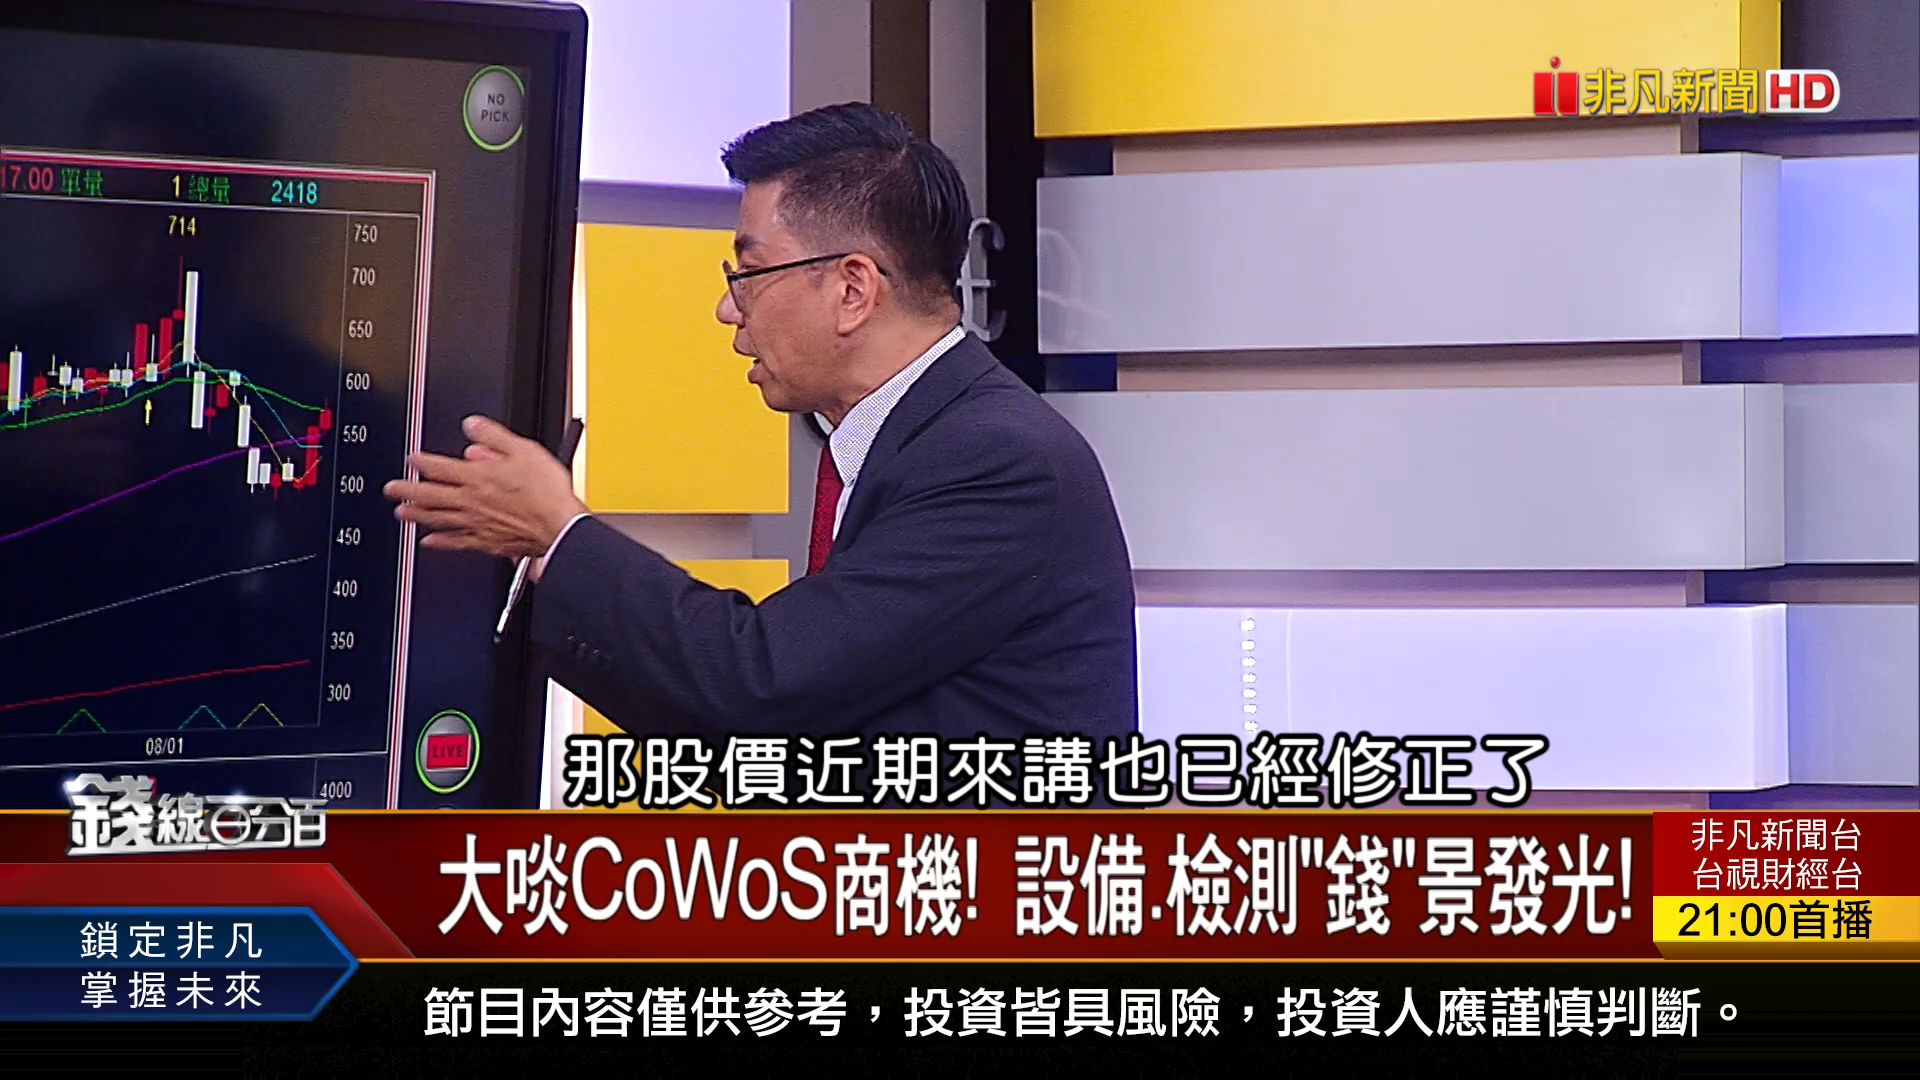 非凡新聞HD
NO
PICK
17.00 單量 1 總量 2418
714
750
700
650
600
550
500
450
400
350
300
08/01
4000
LIVE
£
那股價近期來講也已經修正了
錢線百分百
大啖CoWoS商機! 設備.檢測"錢"景發光!
非凡新聞台
台視財經台
21:00首播
鎖定非凡
掌握未來
節目內容僅供參考，投資皆具風險，投資人應謹慎判斷。